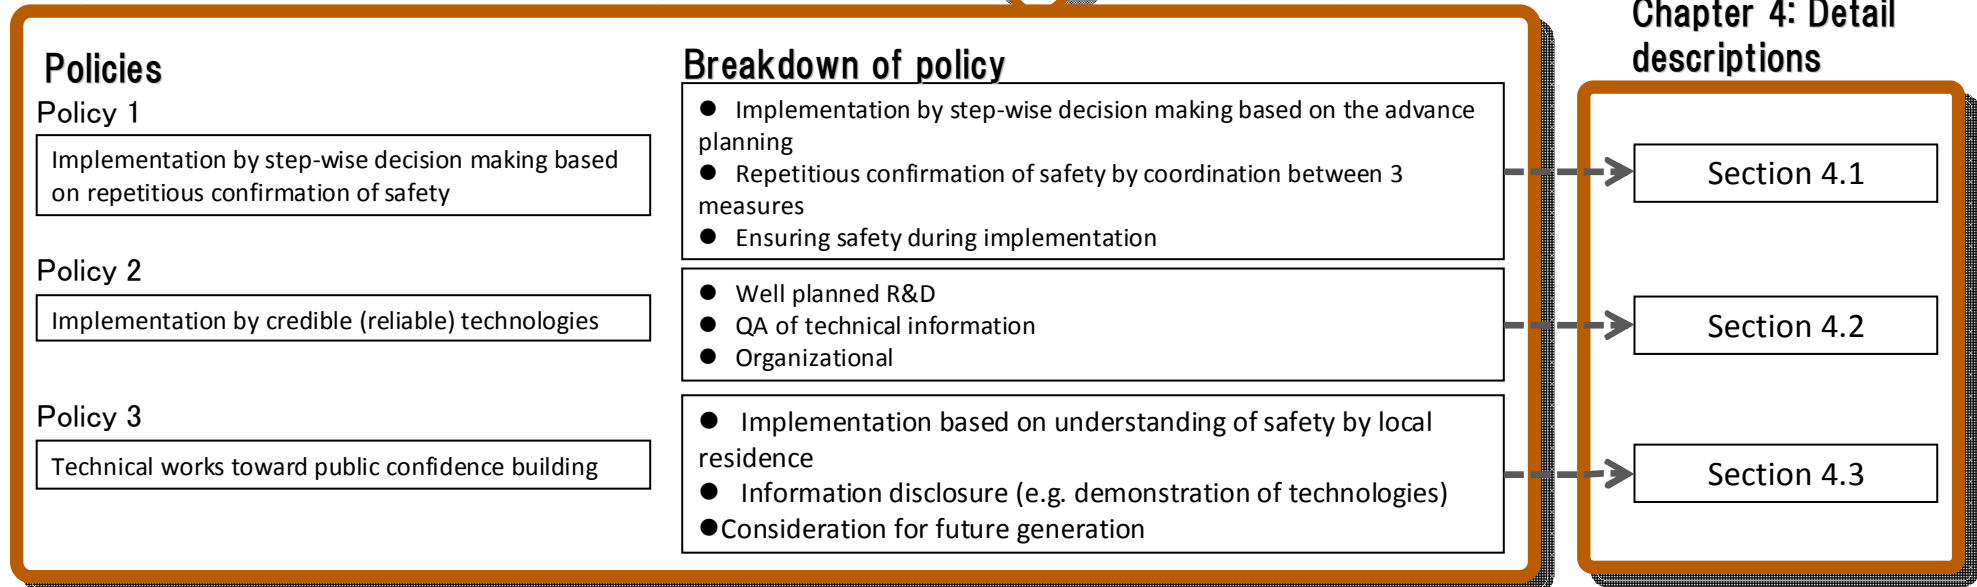 Policies
Policy 1
Implementation by step-wise decision making based
on repetitious confirmation of safety
Policy 2
Implementation by credible (reliable) technologies
Policy 3
Technical works toward public confidence building
Breakdown of policy
● Implementation by step-wise decision making based on the advance
planning
● Repetitious confirmation of safety by coordination between 3
measures
● Ensuring safety during implementation
● Well planned R&D
● QA of technical information
● Organizational
● Implementation based on understanding of safety by local
residence
● Information disclosure (e.g. demonstration of technologies)
●Consideration for future generation
Chapter 4: Detail
descriptions
Section 4.1
Section 4.2
Section 4.3